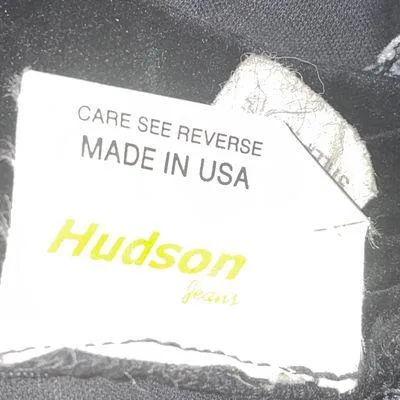 CARE SEE REVERSE
MADE IN USA
Hudson
Jeans